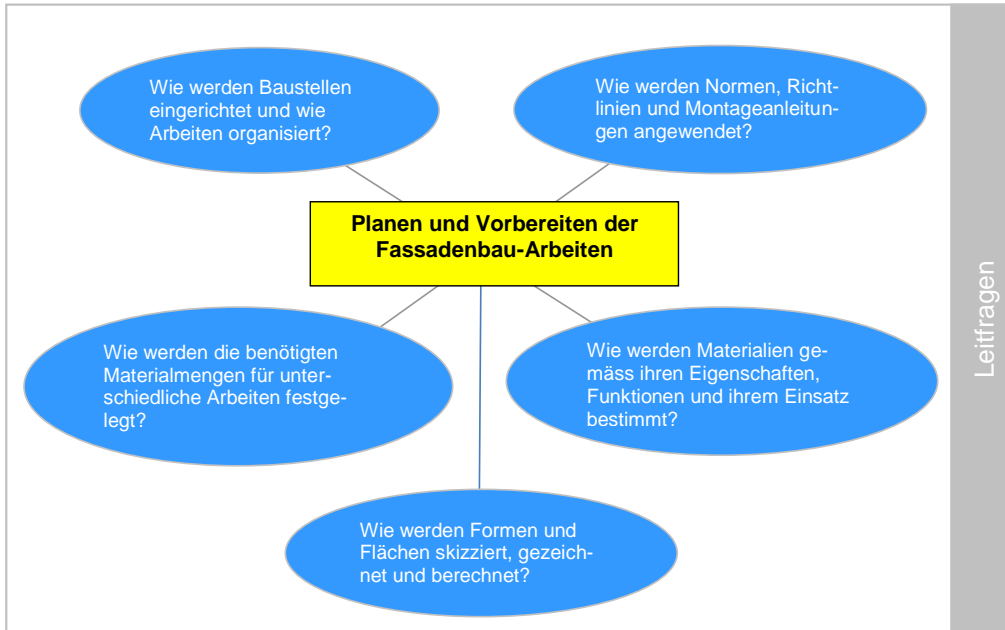 Wie werden Baustellen
eingerichtet und wie
Arbeiten organisiert?
Wie werden Normen, Richt-
linien und Montageanleitun-
gen angewendet?
Planen und Vorbereiten der
Fassadenbau-Arbeiten
Wie werden die benötigten
Materialmengen für unter-
schiedliche Arbeiten festge-
legt?
Wie werden Materialien ge-
mäss ihren Eigenschaften,
Funktionen und ihrem Einsatz
bestimmt?
Wie werden Formen und
Flächen skizziert, gezeich-
net und berechnet?
Leitfragen